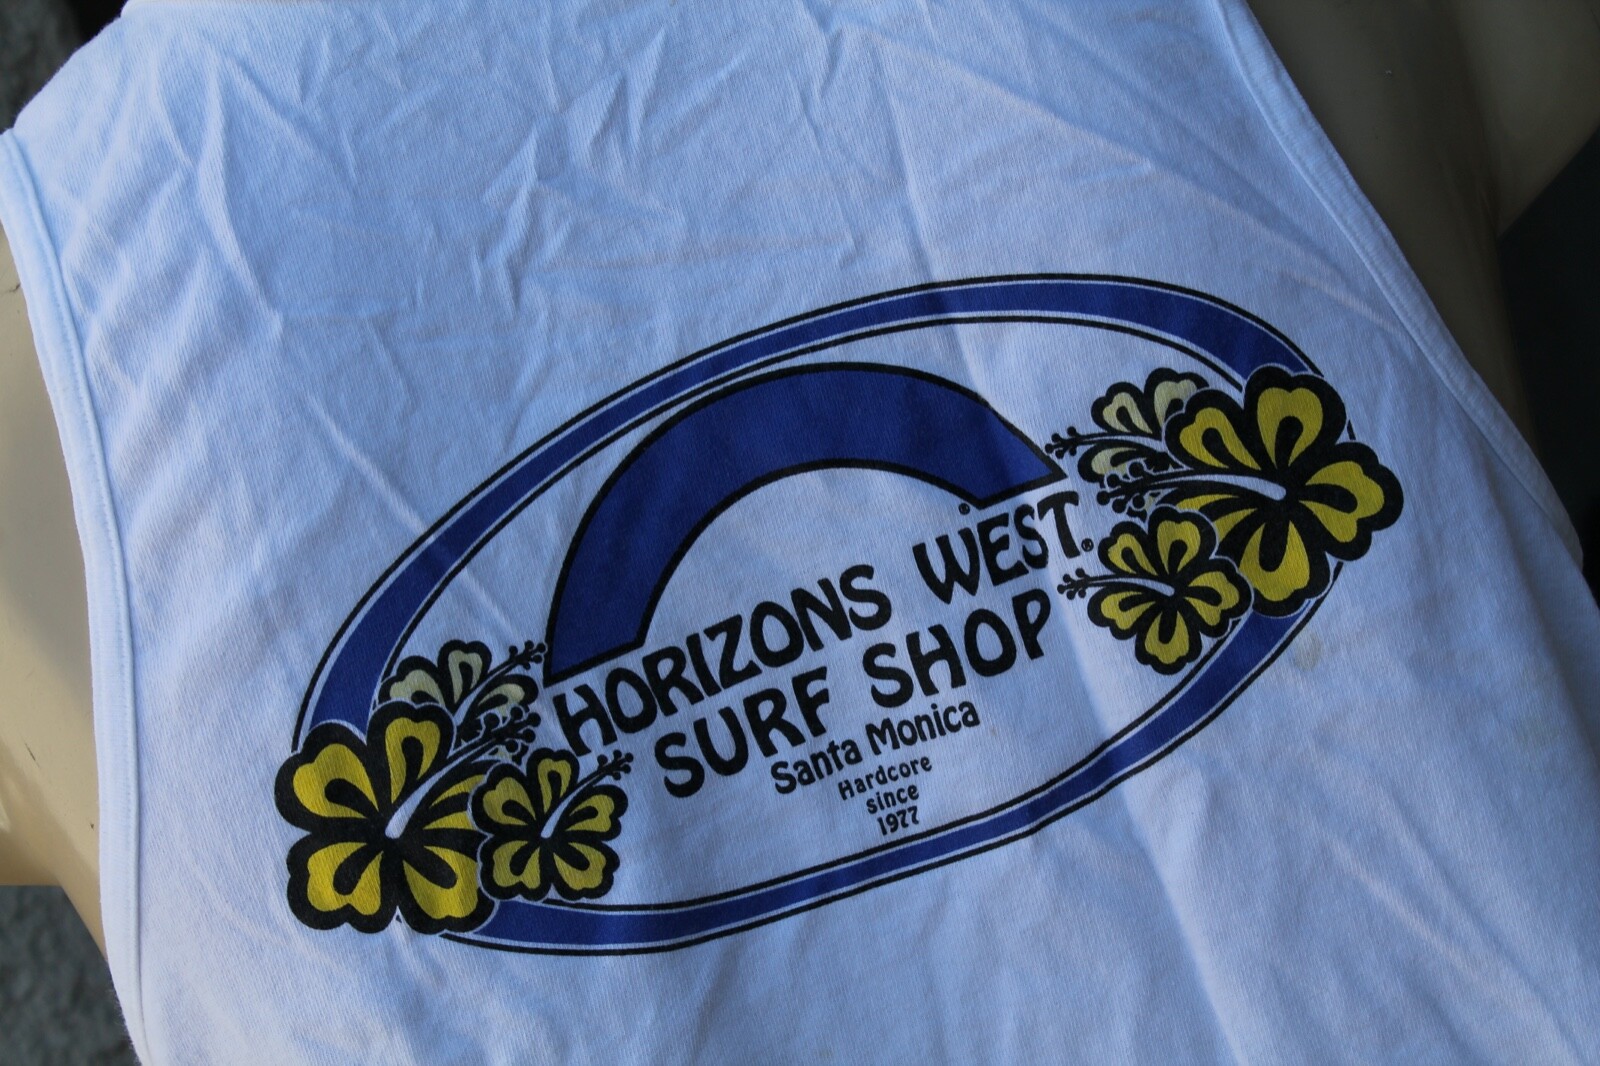 HORIZONS WEST®
SURF SHOP
Santa Monica
Hardcore
since
1977